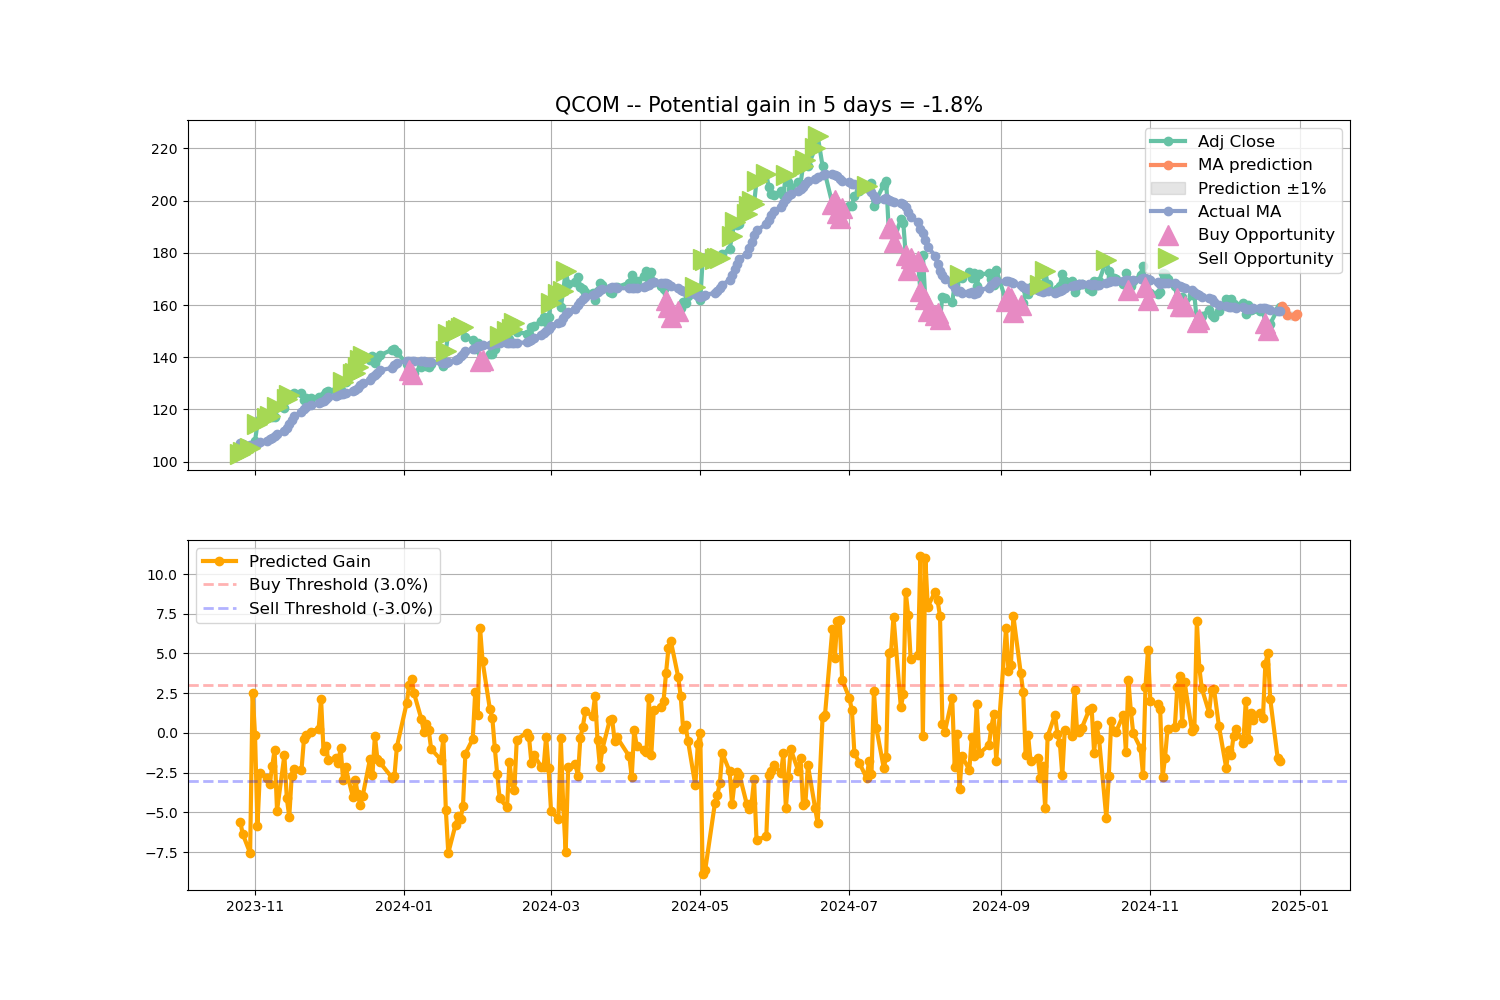 QCOM -- Potential gain in 5 days = -1.8%
220
200
180
160
140
120
100
Adj Close
MA prediction
Prediction ±1%
Actual MA
Buy Opportunity
Sell Opportunity
10.0
7.5
5.0
2.5
0.0
−2.5
−5.0
−7.5
Predicted Gain
Buy Threshold (3.0%)
Sell Threshold (-3.0%)
2023-11
2024-01
2024-03
2024-05
2024-07
2024-09
2024-11
2025-01